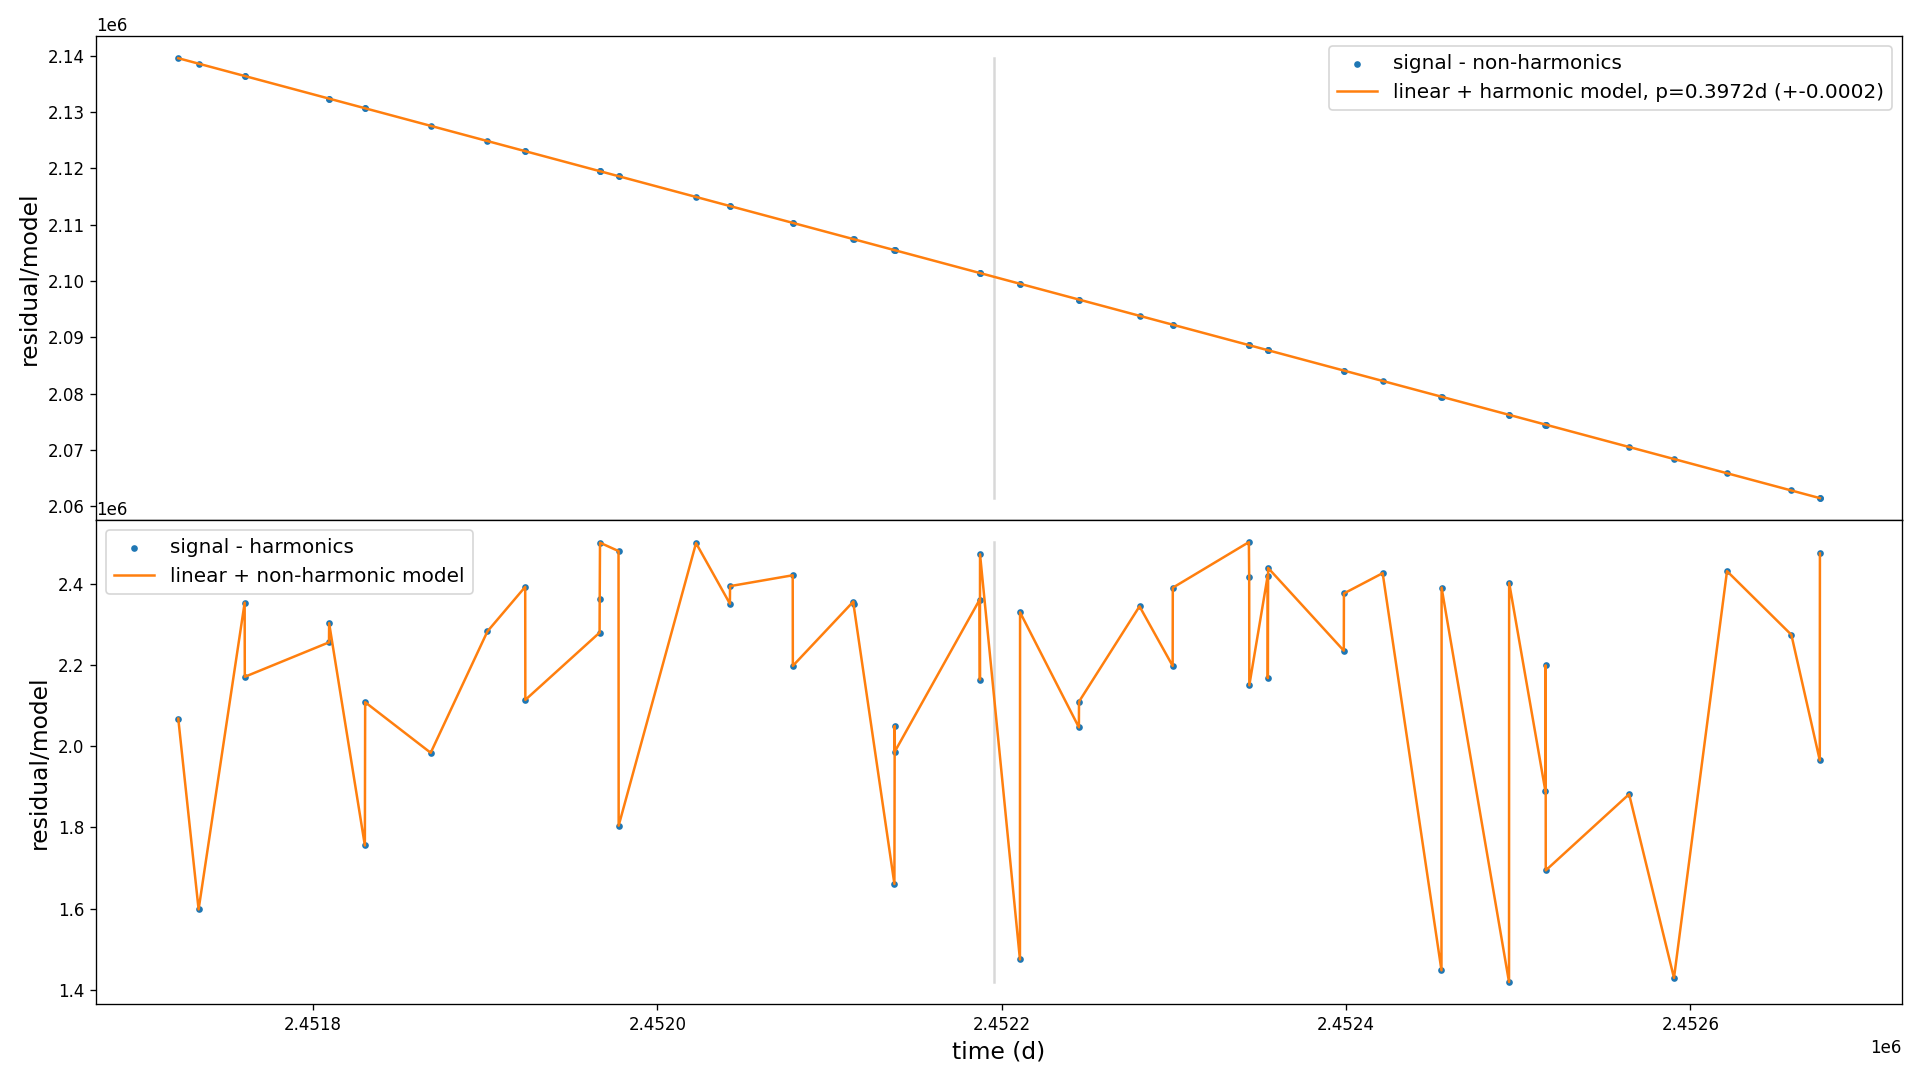 1e6
2.14
2.13
2.12
2.11
2.10
2.09
2.08
2.07
2.06
residual/model
signal - non-harmonics
linear + harmonic model, p=0.3972d (+-0.0002)
1e6
2.4
2.2
2.0
1.8
1.6
1.4
residual/model
signal - harmonics
linear + non-harmonic model
2.4518
2.4520
2.4522
2.4524
2.4526
time (d)
1e6